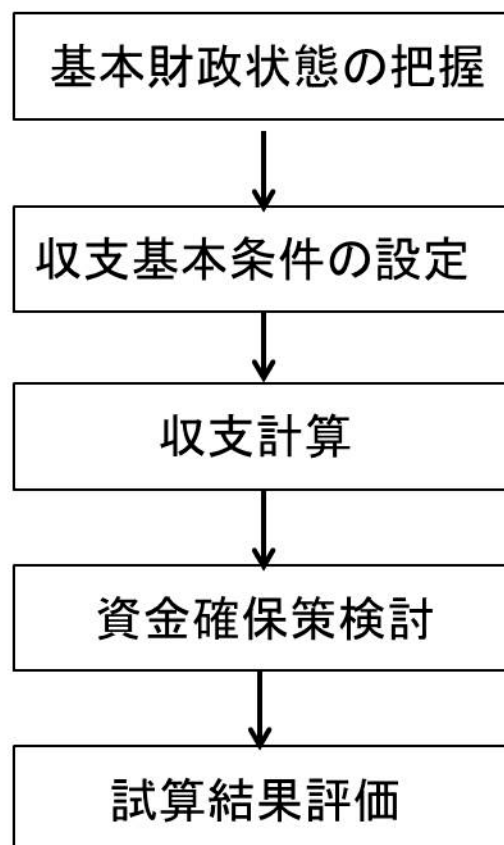 基本財政状態の把握
収支基本条件の設定
収支計算
資金確保策検討
試算結果評価